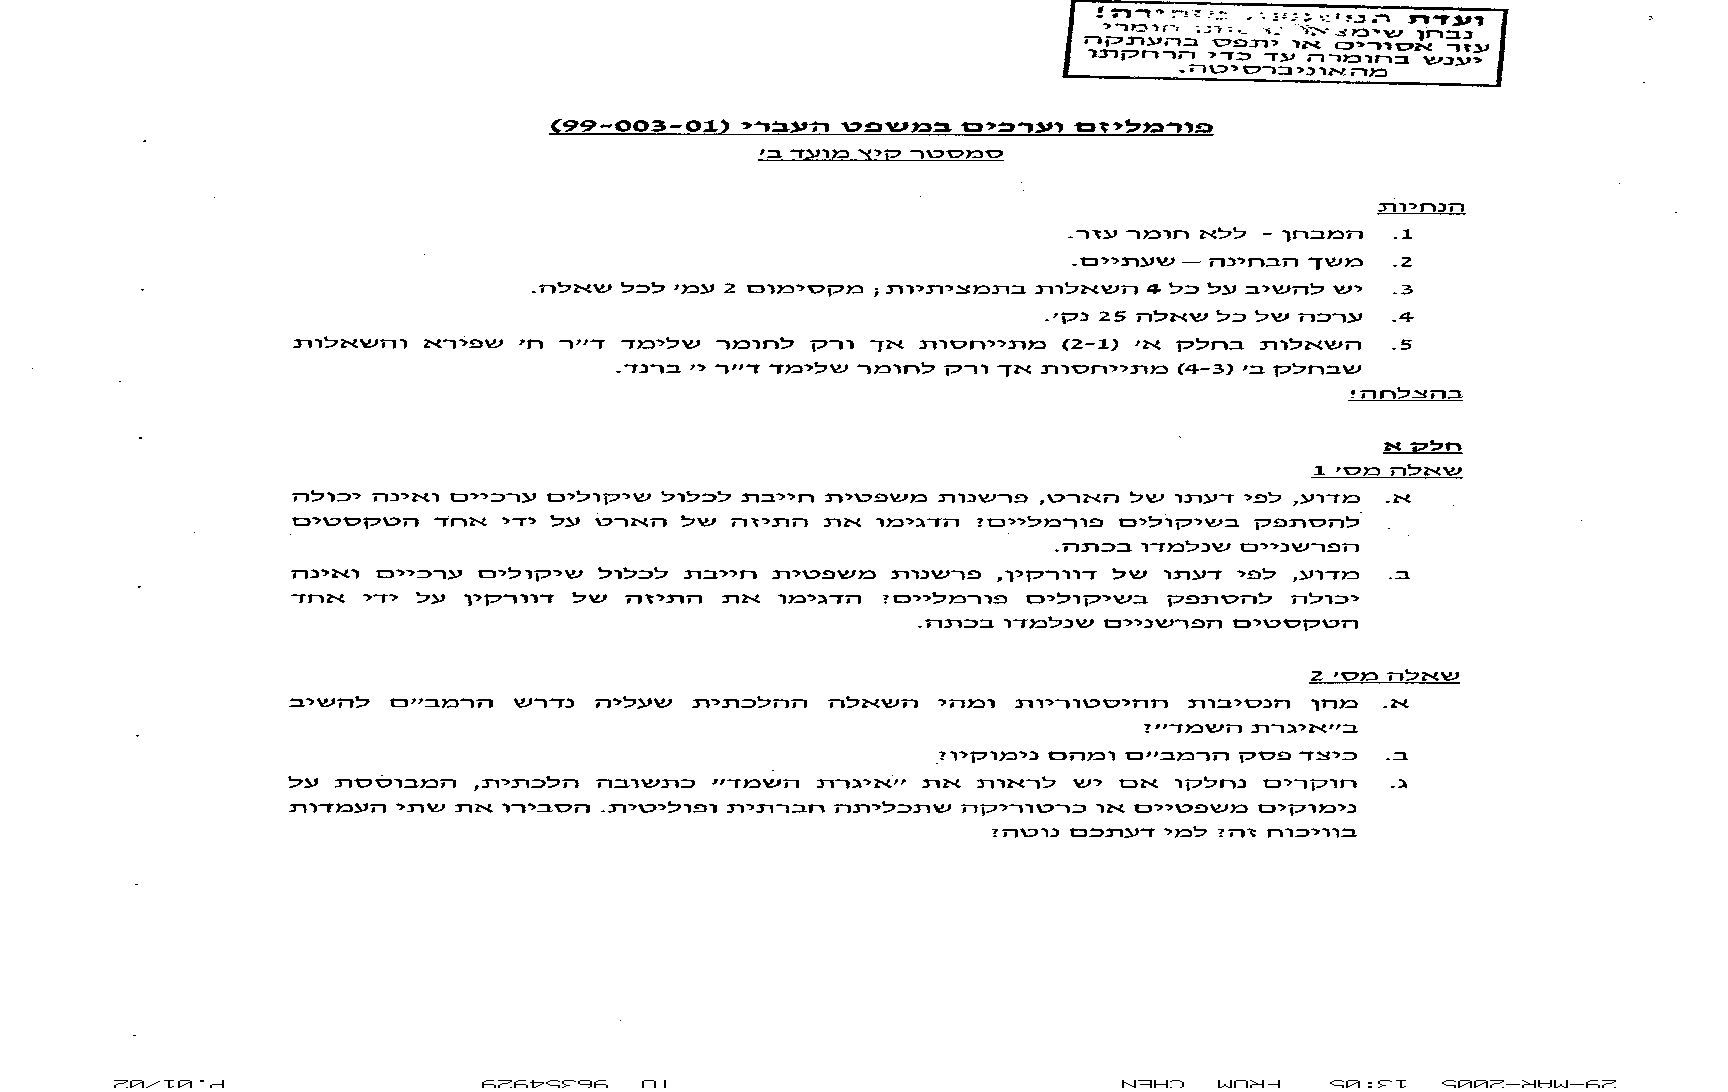 ועדת המשמעת מזהירה!
נבחן שימצאו חומרי
עזר אסורים או יתפס בהעתקה
יענש בחומרה עד כדי הרחקתו
מהאוניברסיטה.
פורמליזם וערכים במשפט העברי (99-003-01)
סמסטר קיץ מועד ב'
הנחיות
1. המבחן - ללא חומר עזר.
2. משך הבחינה – שעתיים.
3. יש להשיב על כל 4 השאלות בתמציתיות; מקסימום 2 עמ' לכל שאלה.
4. ערכה של כל שאלה 25 נק'.
5. השאלות בחלק א' (2-1) מתייחסות אך ורק לחומר שלימד ד"ר ח' שפירא והשאלות
שבחלק ב' (4-3) מתייחסות אך ורק לחומר שלימד ד"ר י' ברנד.
בהצלחה!
חלק א
שאלה מס' 1
א. מדוע, לפי דעתו של הארט, פרשנות משפטית חייבת לכלול שיקולים ערכיים ואינה יכולה
להסתפק בשיקולים פורמליים? הדגימו את התיזה של הארט על ידי אחד הטקסטים
הפרשניים שנלמדו בכתה.
ב. מדוע, לפי דעתו של דוורקין, פרשנות משפטית חייבת לכלול שיקולים ערכיים ואינה
יכולה להסתפק בשיקולים פורמליים? הדגימו את התיזה של דוורקין על ידי אחד
הטקסטים הפרשניים שנלמדו בכתה.
שאלה מס' 2
א. מהן הנסיבות ההיסטוריות ומהי השאלה ההלכתית שעליה נדרש הרמב"ם להשיב
ב"איגרת השמד"?
ב. כיצד פסק הרמב"ם ומהם נימוקיו?
ג. חוקרים נחלקו אם יש לראות את "איגרת השמד" כתשובה הלכתית, המבוססת על
נימוקים משפטיים או כרטוריקה שתכליתה חברתית ופוליטית. הסבירו את שתי העמדות
בוויכוח זה? למי דעתכם נוטה?
29-MAR-2005 13:05 FROM CHEN TO 96354929 P.01/02